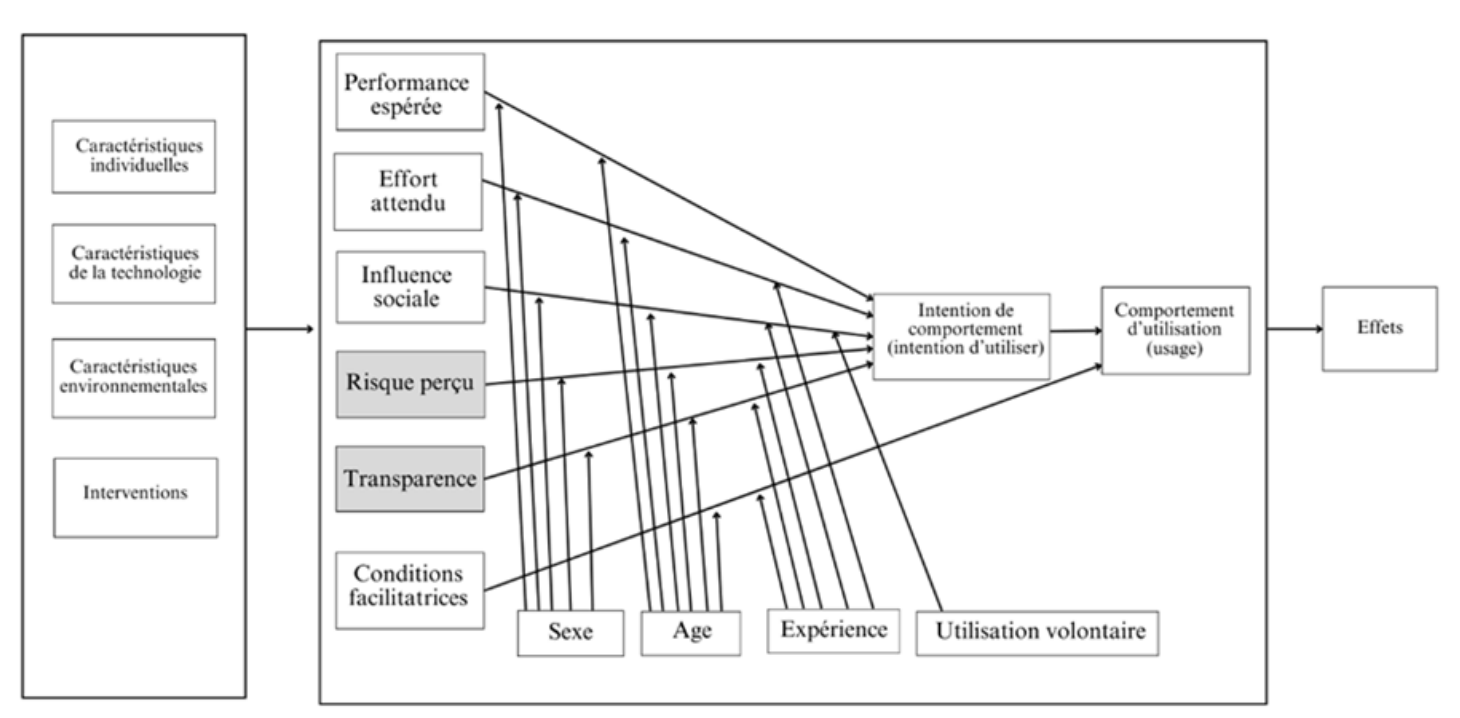 Caractéristiques
individuelles
Caractéristiques
de la technologie
Caractéristiques
environnementales
Interventions
Performance
espérée
Effort
attendu
Influence
sociale
Risque perçu
Transparence
Conditions
facilitatrices
Sexe
Age
Expérience
Utilisation volontaire
Intention de
comportement
(intention d'utiliser)
Comportement
d'utilisation
(usage)
Effets